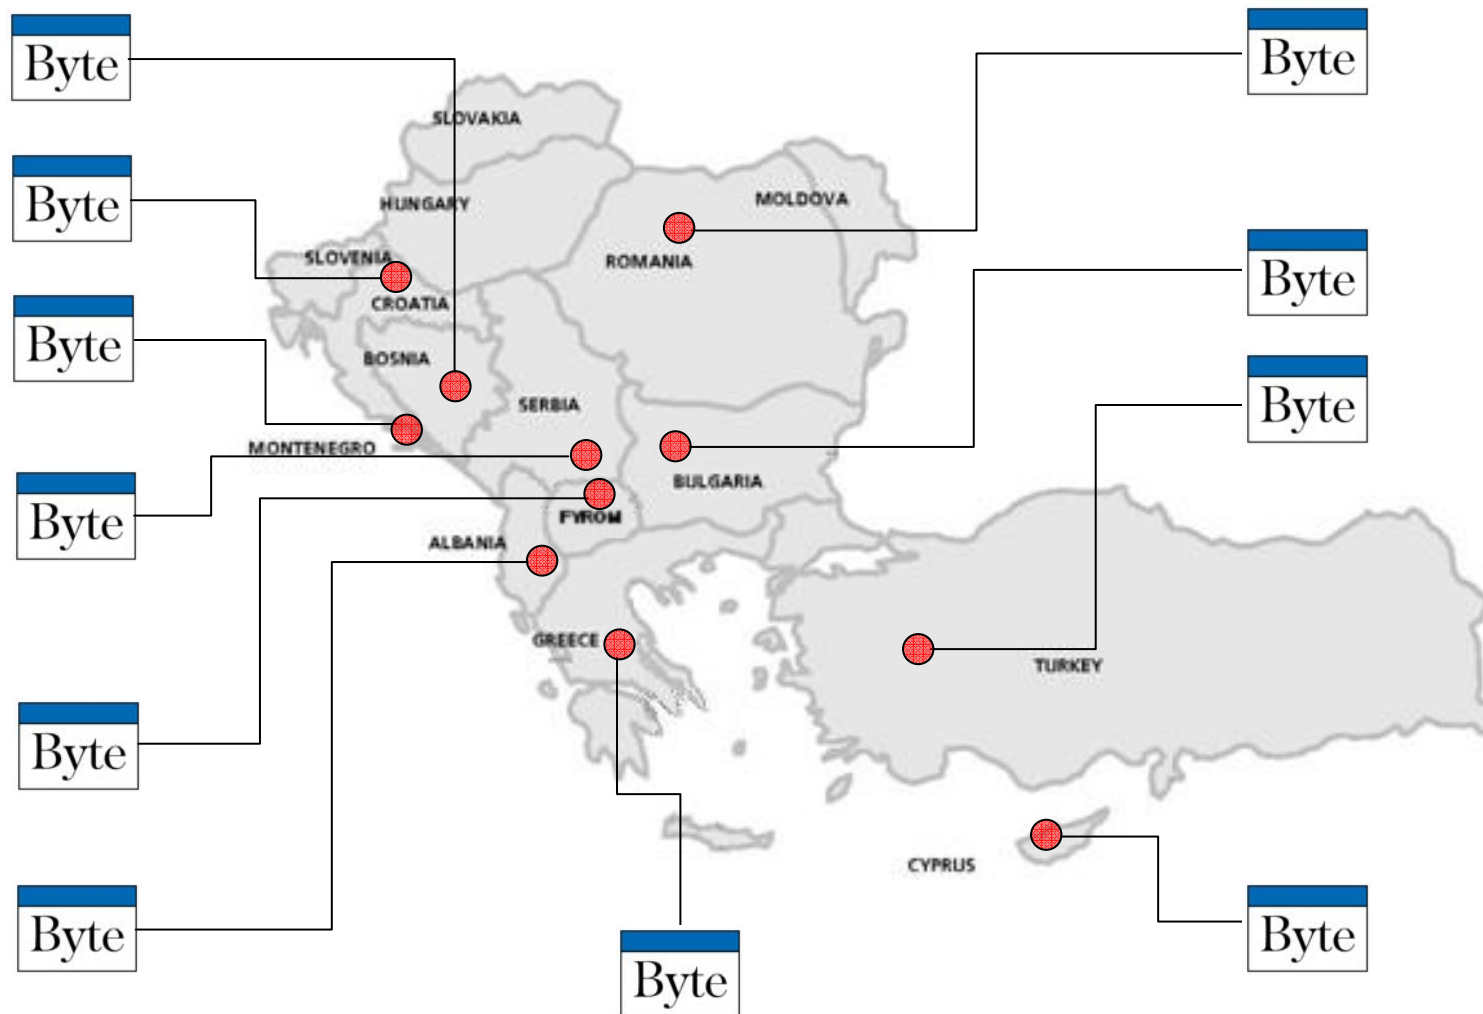 Byte
Byte
SLOVAKIA
Byte
HUNGARY
MOLDOVA
SLOVENIA
ROMANIA
Byte
CROATIA
Byte
BOSNIA
Byte
SERBIA
MONTENEGRO
BULGARIA
Byte
FYROM
ALBANIA
GREECE
TURKEY
Byte
CYPRUS
Byte
Byte
Byte